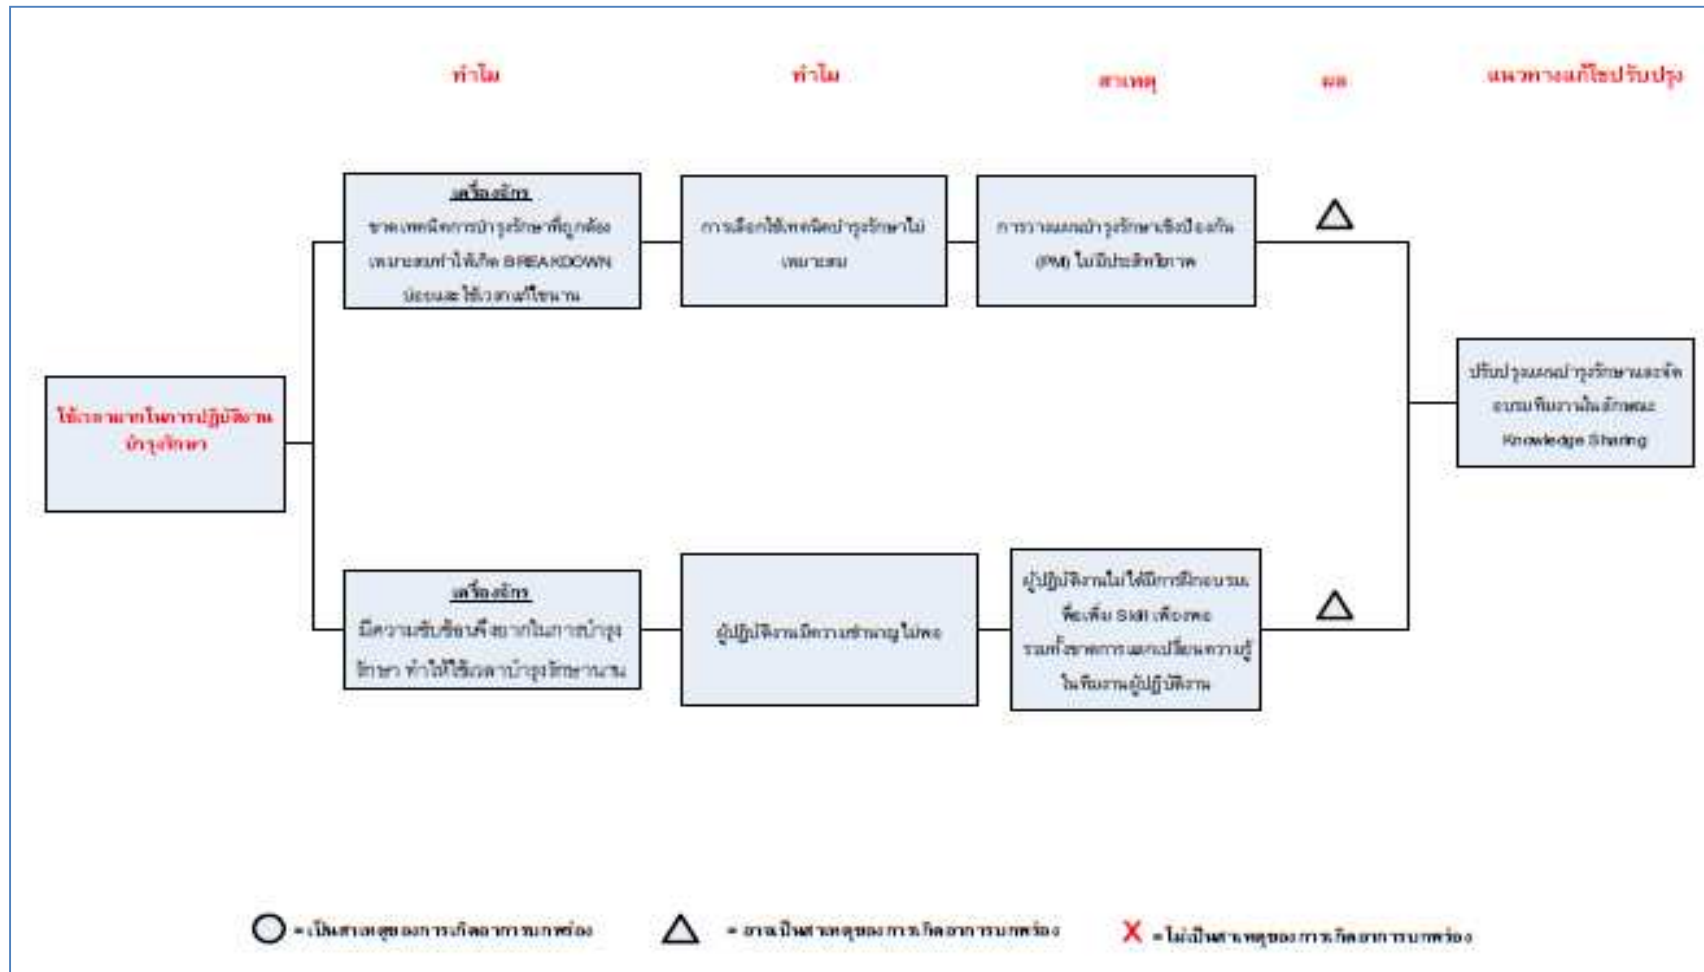 ทำไม
ทำไม
สาเหตุ
ผล
แนวทางแก้ไขปรับปรุง
เครื่องจักร
ขาดเทคนิคการบำรุงรักษาที่ถูกต้อง
เหมาะสมทำให้เกิด BREAKDOWN
บ่อยและใช้เวลาแก้ไขนาน
การเลือกใช้เทคนิคบำรุงรักษาไม่
เหมาะสม
การวางแผนบำรุงรักษาเชิงป้องกัน
(PM) ไม่มีประสิทธิภาพ
ใช้เวลามากในการปฏิบัติงาน
บำรุงรักษา
ปรับปรุงแผนบำรุงรักษาและจัด
อบรมทีมงานในลักษณะ
Knowledge Sharing
เครื่องจักร
มีความซับซ้อนจึงยากในการบำรุง
รักษา ทำให้ใช้เวลาบำรุงรักษานาน
ผู้ปฏิบัติงานมีความชำนาญไม่พอ
ผู้ปฏิบัติงานไม่ได้มีการฝึกอบรมเ
พื่อเพิ่ม Skill เพียงพอ
รวมทั้งขาดการแลกเปลี่ยนความรู้
ในทีมงานผู้ปฏิบัติงาน
= เป็นสาเหตุของการเกิดอาการบกพร่อง
= อาจเป็นสาเหตุของการเกิดอาการบกพร่อง
X = ไม่เป็นสาเหตุของการเกิดอาการบกพร่อง